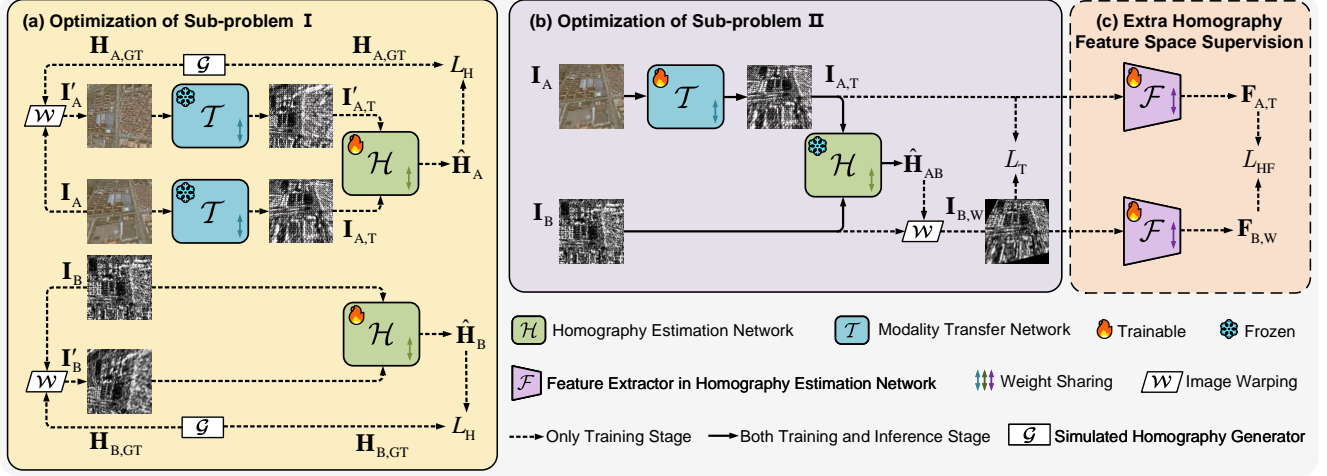 (a) Optimization of Sub-problem I
H_A,GT
G
H_A,GT
L_H
I'_A
W
T
I'_A,T
H
Ĥ_A
I_A
T
I_A,T
I_B
H
Ĥ_B
I'_B
W
H_B,GT
G
H_B,GT
L_H
(b) Optimization of Sub-problem II
I_A
T
I_A,T
H
Ĥ_AB
L_T
I_B
W
I_B,W
(c) Extra Homography
Feature Space Supervision
F
F_A,T
L_HF
F
F_B,W
H Homography Estimation Network
T Modality Transfer Network
Trainable
Frozen
F Feature Extractor in Homography Estimation Network
Weight Sharing
W Image Warping
Only Training Stage
Both Training and Inference Stage
G Simulated Homography Generator